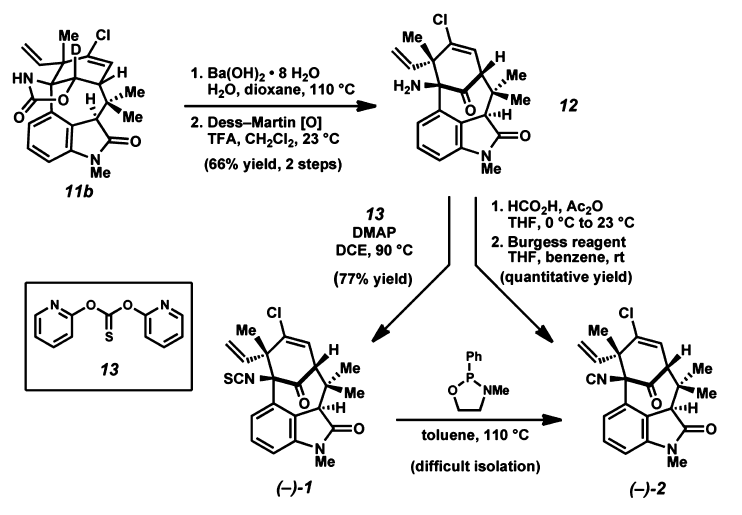 Me D Cl
H
HN
O O H Me
Me
O
N
Me
11b
1. Ba(OH)₂ • 8 H₂O
H₂O, dioxane, 110 °C
2. Dess–Martin [O]
TFA, CH₂Cl₂, 23 °C
(66% yield, 2 steps)
Cl
Me
H
Me
H₂N
Me
O
H
O
N
Me
12
13
DMAP
DCE, 90 °C
(77% yield)
1. HCO₂H, Ac₂O
THF, 0 °C to 23 °C
2. Burgess reagent
THF, benzene, rt
(quantitative yield)
N O O N
S
13
Cl
Me
H
Me
SCN
Me
O
H
O
N
Me
(–)-1
Ph
P
O NMe
toluene, 110 °C
(difficult isolation)
Cl
Me
H
Me
CN
Me
O
H
O
N
Me
(–)-2